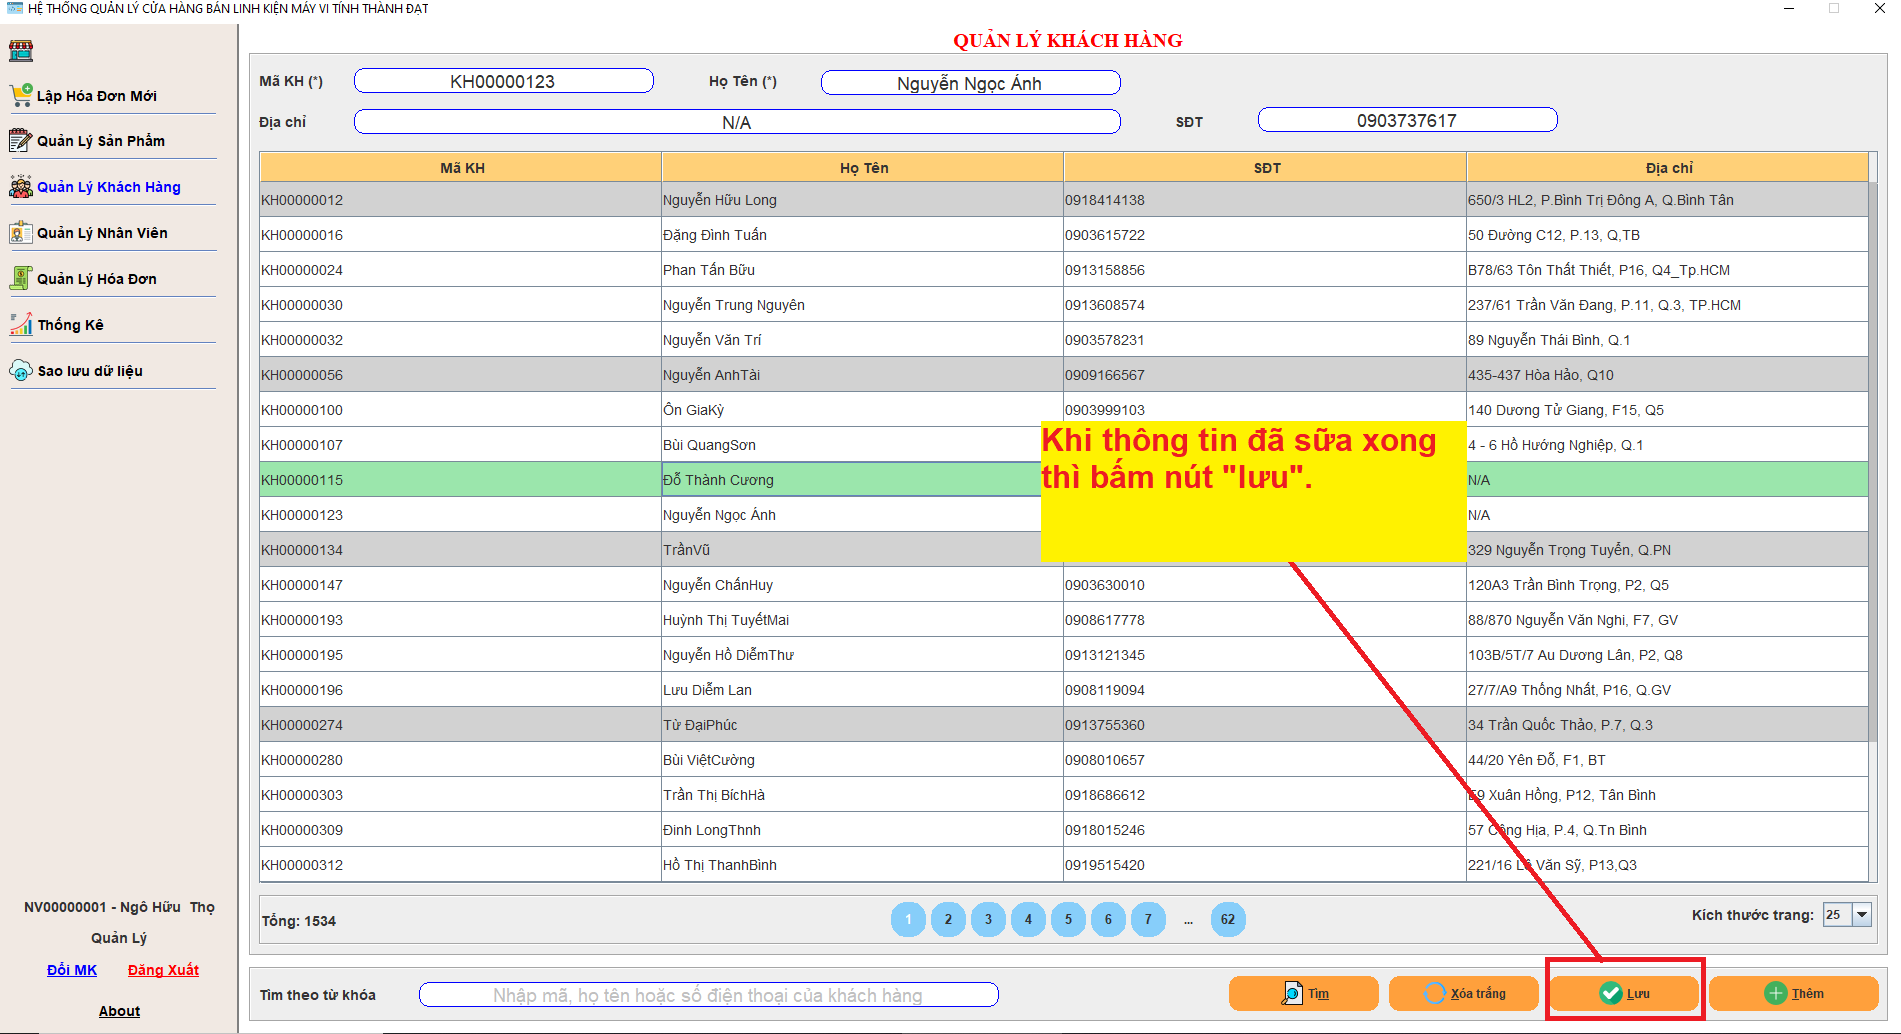 HỆ THỐNG QUẢN LÝ CỬA HÀNG BÁN LINH KIỆN MÁY VI TÍNH THÀNH ĐẠT
Lập Hóa Đơn Mới
Quản Lý Sản Phẩm
Quản Lý Khách Hàng
Quản Lý Nhân Viên
Quản Lý Hóa Đơn
Thống Kê
Sao lưu dữ liệu
NV00000001 - Ngô Hữu Thọ
Quản Lý
Đổi MK Đăng Xuất
About
QUẢN LÝ KHÁCH HÀNG
Mã KH (*) KH00000123 Họ Tên (*) Nguyễn Ngọc Ánh
Địa chỉ N/A SĐT 0903737617
Mã KH Họ Tên SĐT Địa chỉ
KH00000012 Nguyễn Hữu Long 0918414138 650/3 HL2, P.Bình Trị Đông A, Q.Bình Tân
KH00000016 Đặng Đình Tuấn 0903615722 50 Đường C12, P.13, Q,TB
KH00000024 Phan Tấn Bữu 0913158856 B78/63 Tôn Thất Thiết, P16, Q4_Tp.HCM
KH00000030 Nguyễn Trung Nguyên 0913608574 237/61 Trần Văn Đang, P.11, Q.3, TP.HCM
KH00000032 Nguyễn Văn Trí 0903578231 89 Nguyễn Thái Bình, Q.1
KH00000056 Nguyễn AnhTài 0909166567 435-437 Hòa Hảo, Q10
KH00000100 Ôn GiaKỳ 0903999103 140 Dương Tử Giang, F15, Q5
KH00000107 Bùi QuangSơn 4 - 6 Hồ Hướng Nghiệp, Q.1
KH00000115 Đỗ Thành Cương N/A
KH00000123 Nguyễn Ngọc Ánh N/A
KH00000134 TrầnVũ 329 Nguyễn Trọng Tuyển, Q.PN
KH00000147 Nguyễn ChấnHuy 0903630010 120A3 Trần Bình Trọng, P2, Q5
KH00000193 Huỳnh Thị TuyếtMai 0908617778 88/870 Nguyễn Văn Nghi, F7, GV
KH00000195 Nguyễn Hồ DiễmThư 0913121345 103B/5T/7 Au Dương Lân, P2, Q8
KH00000196 Lưu Diễm Lan 0908119094 27/7/A9 Thống Nhất, P16, Q.GV
KH00000274 Từ ĐạiPhúc 0913755360 34 Trần Quốc Thảo, P.7, Q.3
KH00000280 Bùi ViệtCường 0908010657 44/20 Yên Đỗ, F1, BT
KH00000303 Trần Thị BíchHà 0918686612 Xuân Hồng, P12, Tân Bình
KH00000309 Đinh LongThnh 0918015246 57 Cộng Hịa, P.4, Q.Tn Bình
KH00000312 Hồ Thị ThanhBình 0919515420 221/16 Lê Văn Sỹ, P13,Q3
Khi thông tin đã sữa xong
thì bấm nút "lưu".
Tổng: 1534 1 2 3 4 5 6 7 ... 62 Kích thước trang: 25
Tìm theo từ khóa Nhập mã, họ tên hoặc số điện thoại của khách hàng Tìm Xóa trắng Lưu Thêm